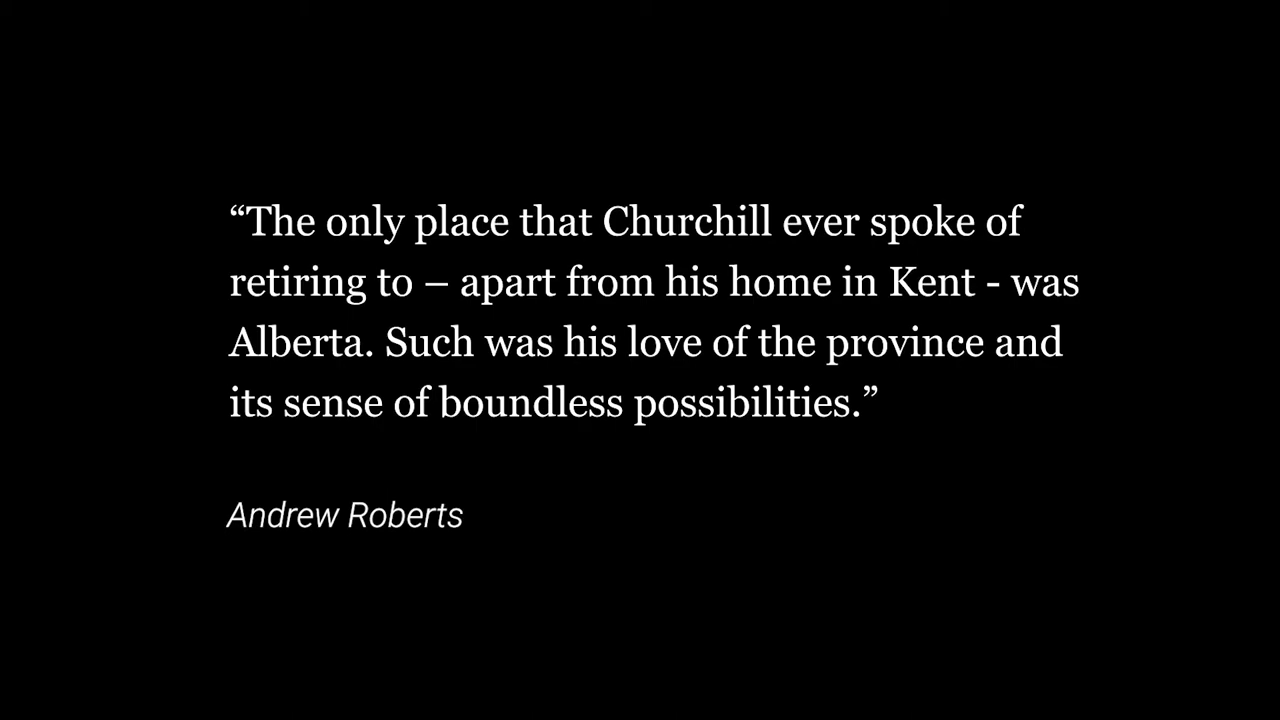 “The only place that Churchill ever spoke of
retiring to – apart from his home in Kent - was
Alberta. Such was his love of the province and
its sense of boundless possibilities.”
Andrew Roberts